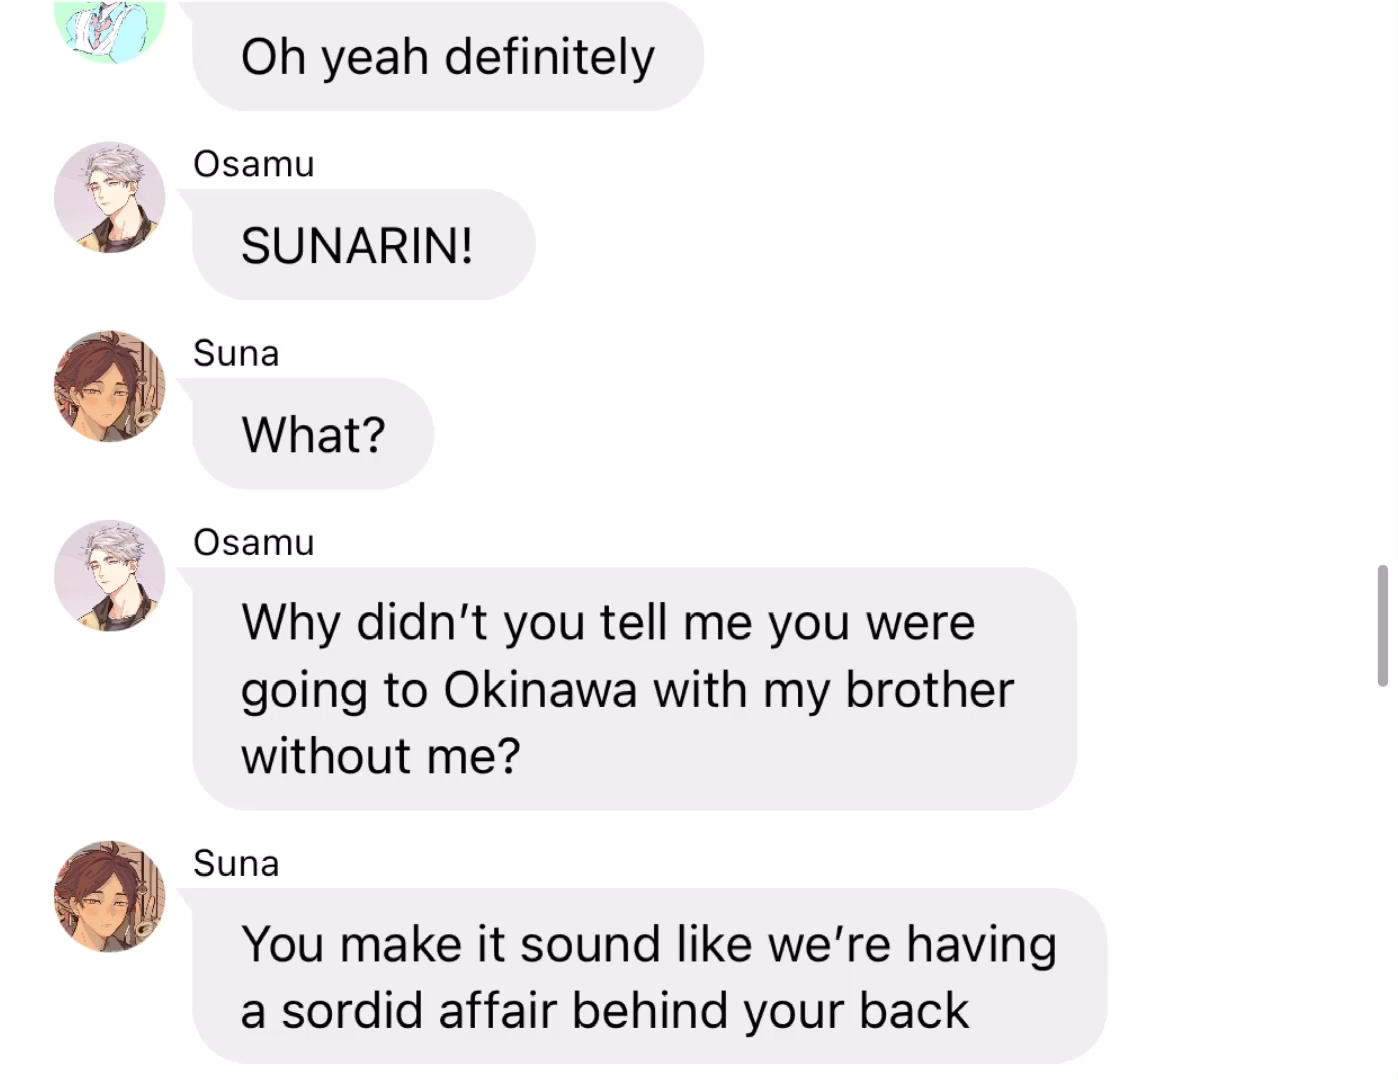 Oh yeah definitely
Osamu
SUNARIN!
Suna
What?
Osamu
Why didn’t you tell me you were
going to Okinawa with my brother
without me?
Suna
You make it sound like we’re having
a sordid affair behind your back